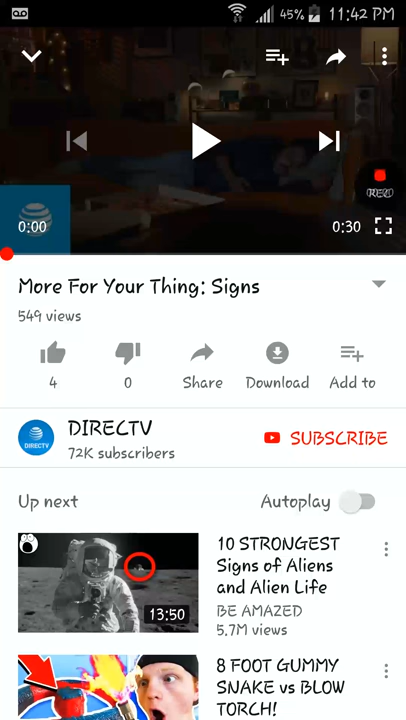 45% 11:42 PM
REC
0:00
0:30
More For Your Thing: Signs
549 views
4
0
Share
Download
Add to
DIRECTV
DIRECTV
72K subscribers
SUBSCRIBE
Up next
Autoplay
13:50
10 STRONGEST
Signs of Aliens
and Alien Life
BE AMAZED
5.7M views
8 FOOT GUMMY
SNAKE vs BLOW
TORCH!